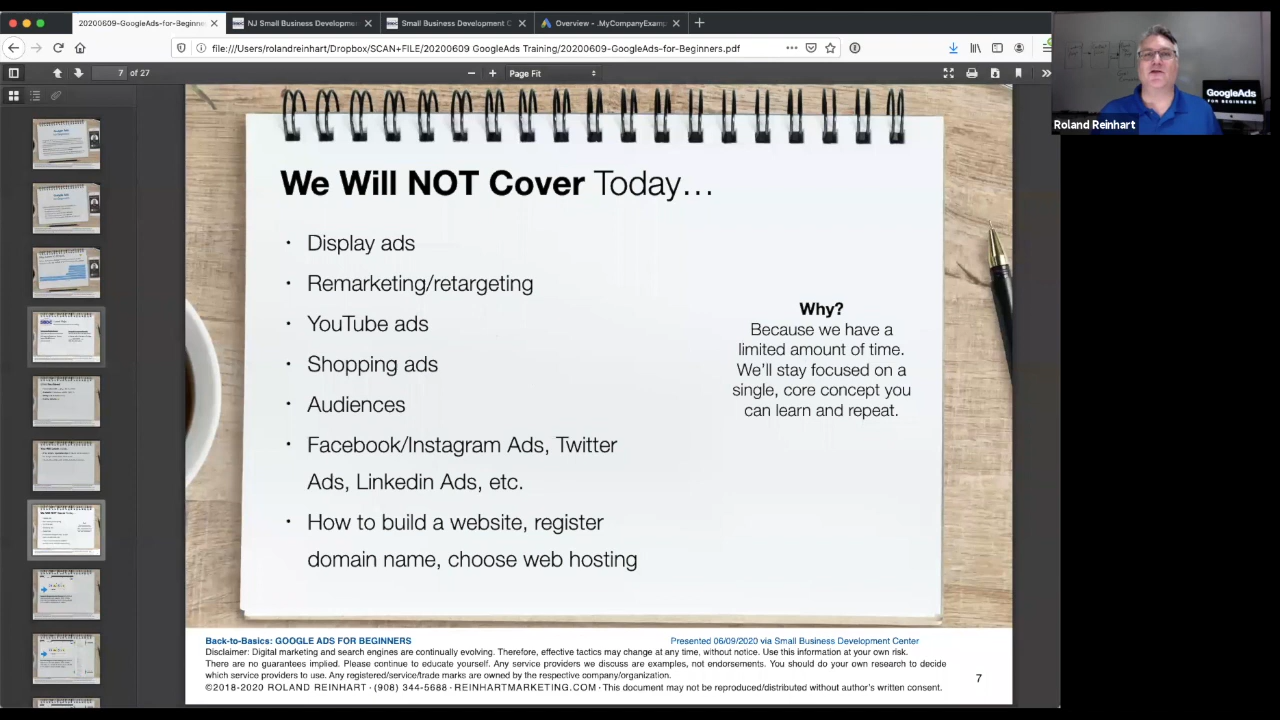 20200609-GoogleAds-for-Beginner
NJ Small Business Developmen
Small Business Development C
Overview - .MyCompanyExamp
file:///Users/rolandreinhart/Dropbox/SCAN+FILE/20200609 GoogleAds Training/20200609-GoogleAds-for-Beginners.pdf
7 of 27
Page Fit
GoogleAds
FOR BEGINNERS
Roland Reinhart
We Will NOT Cover Today…
• Display ads
• Remarketing/retargeting
• YouTube ads
• Shopping ads
• Audiences
• Facebook/Instagram Ads, Twitter
Ads, Linkedin Ads, etc.
• How to build a website, register
domain name, choose web hosting
Why?
Because we have a
limited amount of time.
We'll stay focused on a
single, core concept you
can learn and repeat.
Back-to-Basics: GOOGLE ADS FOR BEGINNERS
Presented 06/09/2020 via Small Business Development Center
Disclaimer: Digital marketing and search engines are continually evolving. Therefore, effective tactics may change at any time, without notice. Use this information at your own risk.
There are no guarantees implied. Please continue to educate yourself. Any service providers we discuss are examples, not endorsements. You should do your own research to decide
which service providers to use. Any registered/service/trade marks are owned by the respective company/organization.
©2018-2020 ROLAND REINHART · (908) 344-5688 · REINHARTMARKETING.COM · This document may not be reproduced/distributed without author's written consent.
7